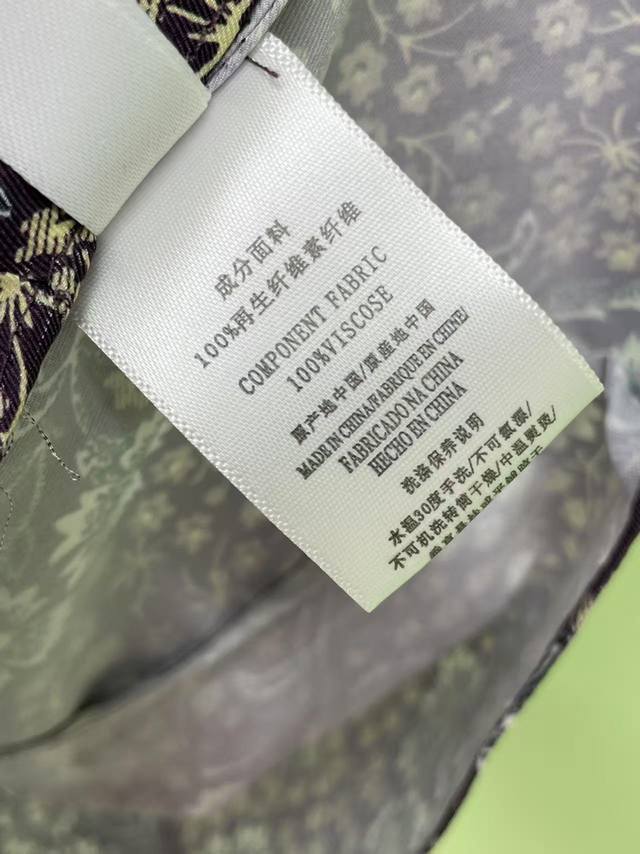 成分面料
100%再生纤维素纤维
COMPONENT FABRIC
100%VISCOSE
原产地中国/原産地中国
MADE IN CHINA/FABRIQUE EN CHINE/
FABRICADO NA CHINA
HECHO EN CHINA
洗涤保养说明
水温30度手洗/不可氯漂/
不可机洗转笼干燥/中温熨烫/